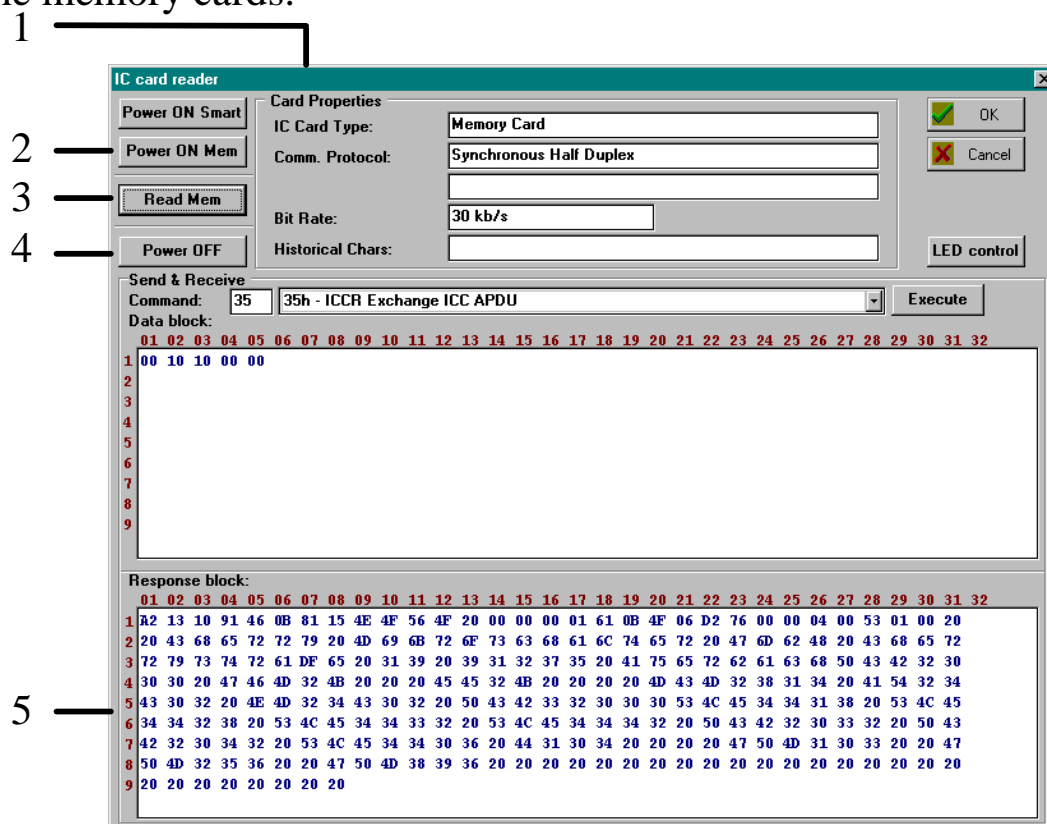 memory cards.
1
IC card reader
Power ON Smart
Card Properties
IC Card Type: Memory Card
OK
2
Power ON Mem
Comm. Protocol: Synchronous Half Duplex
Cancel
3
Read Mem
Bit Rate: 30 kb/s
4
Power OFF
Historical Chars:
LED control
Send & Receive
Command: 35 35h - ICCR Exchange ICC APDU Execute
Data block:
01 02 03 04 05 06 07 08 09 10 11 12 13 14 15 16 17 18 19 20 21 22 23 24 25 26 27 28 29 30 31 32
1 00 10 10 00 00
2
3
4
5
6
7
8
9
Response block:
01 02 03 04 05 06 07 08 09 10 11 12 13 14 15 16 17 18 19 20 21 22 23 24 25 26 27 28 29 30 31 32
1 A2 13 10 91 46 0B 81 15 4E 4F 56 4F 20 00 00 00 01 61 0B 4F 06 D2 76 00 00 04 00 53 01 00 20
2 20 43 68 65 72 72 79 20 4D 69 6B 72 6F 73 63 68 61 6C 74 65 72 20 47 6D 62 48 20 43 68 65 72
3 72 79 73 74 72 61 DF 65 20 31 39 20 39 31 32 37 35 20 41 75 65 72 62 61 63 68 50 43 42 32 30
4 30 30 20 47 46 4D 32 4B 20 20 20 45 45 32 4B 20 20 20 20 4D 43 4D 32 38 31 34 20 41 54 32 34
5 43 30 32 20 4E 4D 32 34 43 30 32 20 50 43 42 33 32 30 30 30 53 4C 45 34 34 31 38 20 53 4C 45
5
6 34 34 32 38 20 53 4C 45 34 34 33 32 20 53 4C 45 34 34 34 32 20 50 43 42 32 30 33 32 20 50 43
7 42 32 30 34 32 20 53 4C 45 34 34 30 36 20 44 31 30 34 20 20 20 20 47 50 4D 31 30 33 20 20 47
8 50 4D 32 35 36 20 20 47 50 4D 38 39 36 20 20 20 20 20 20 20 20 20 20 20 20 20 20 20 20 20 20
9 20 20 20 20 20 20 20 20